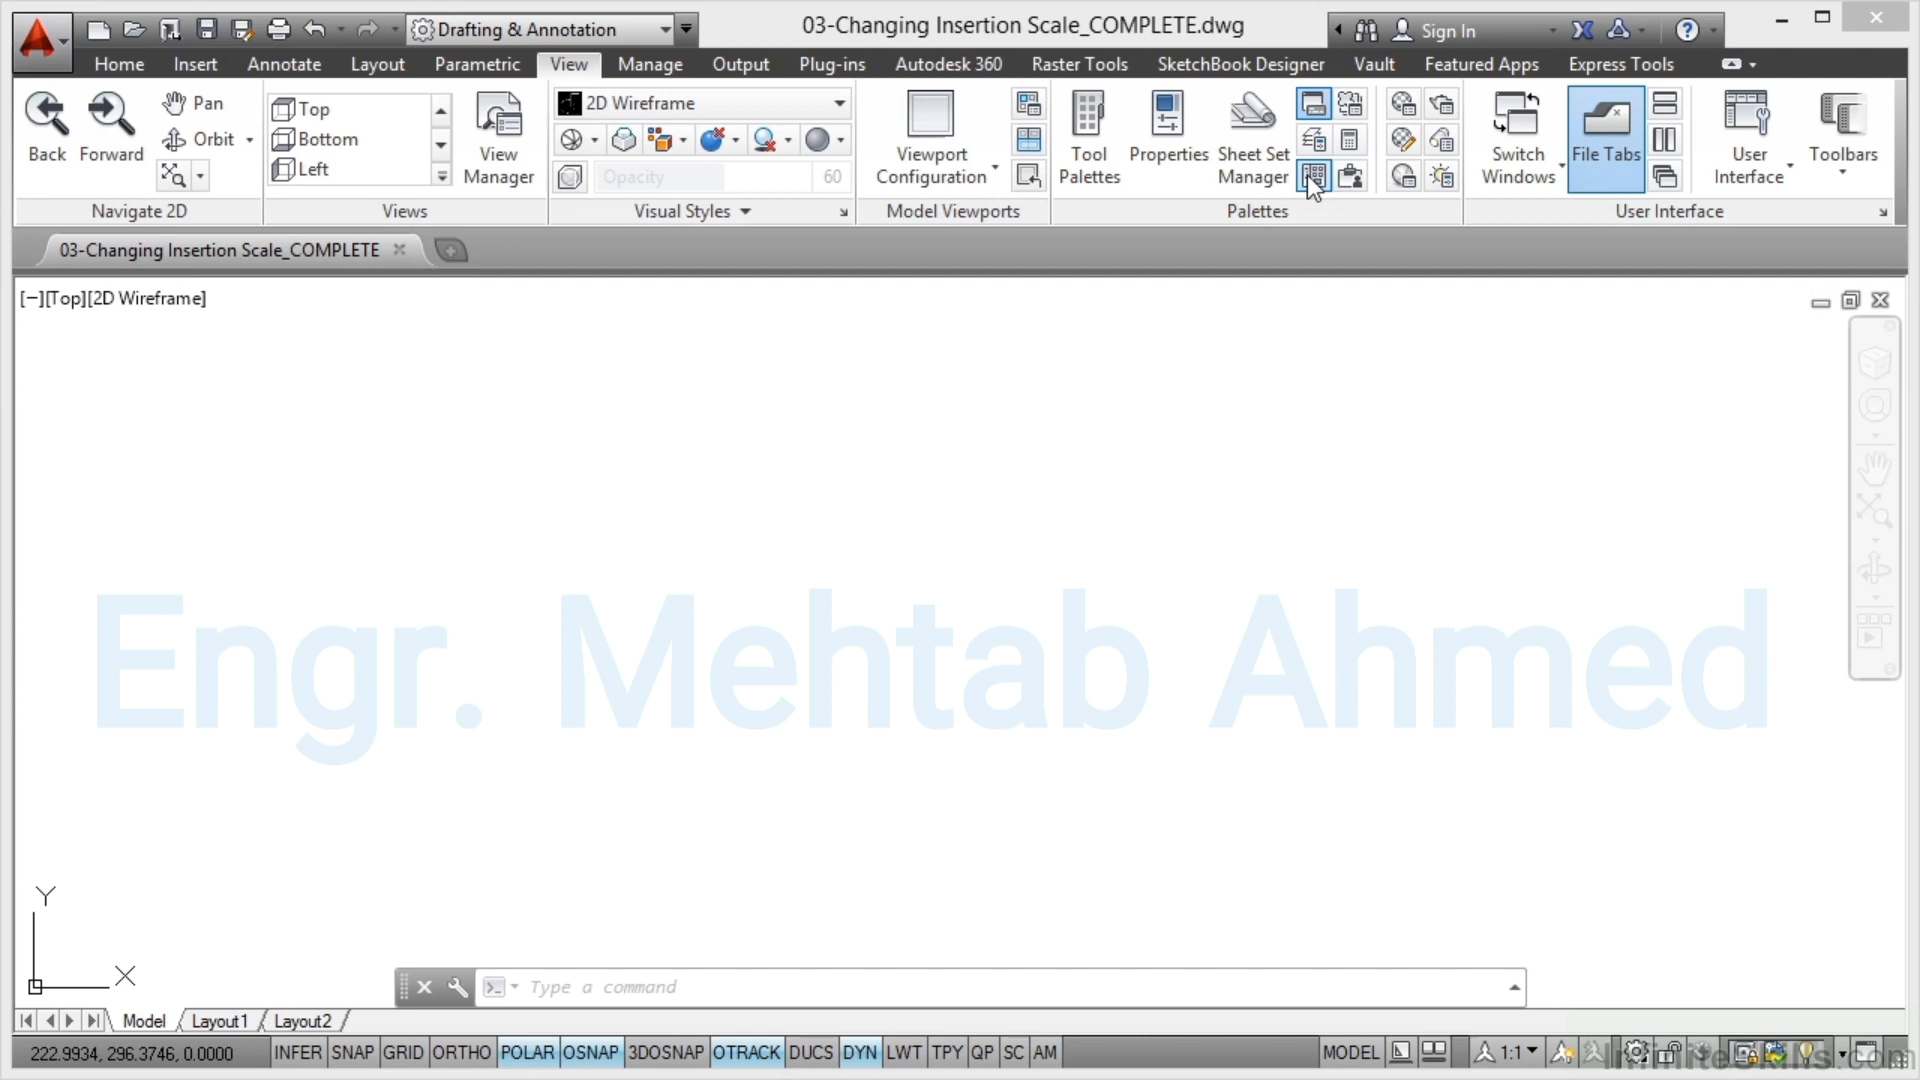 Drafting & Annotation
03-Changing Insertion Scale_COMPLETE.dwg
Sign In
Home Insert Annotate Layout Parametric View Manage Output Plug-ins Autodesk 360 Raster Tools SketchBook Designer Vault Featured Apps Express Tools
Back
Forward
Pan
Orbit
Navigate 2D
Top
Bottom
Left
View Manager
Views
2D Wireframe
Opacity 60
Visual Styles
Viewport Configuration
Model Viewports
Tool Palettes
Properties
Sheet Set Manager
Palettes
Switch Windows
File Tabs
User Interface
Toolbars
User Interface
03-Changing Insertion Scale_COMPLETE
[−][Top][2D Wireframe]
Engr. Mehtab Ahmed
Y
X
Type a command
Model Layout1 Layout2
222.9934, 296.3746, 0.0000 INFER SNAP GRID ORTHO POLAR OSNAP 3DOSNAP OTRACK DUCS DYN LWT TPY QP SC AM MODEL 1:1
InfiniteSkills.com